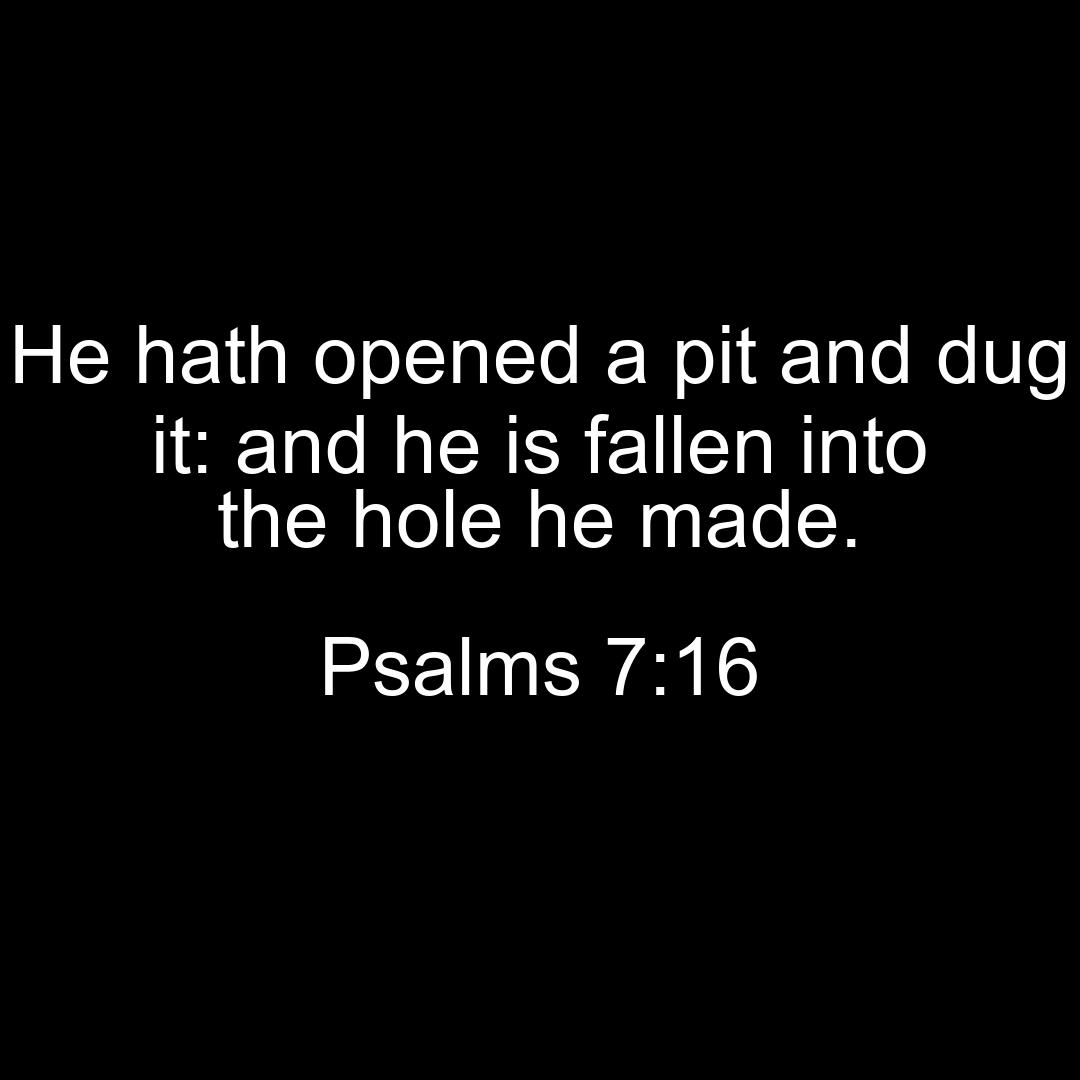 He hath opened a pit and dug
it: and he is fallen into
the hole he made.
Psalms 7:16